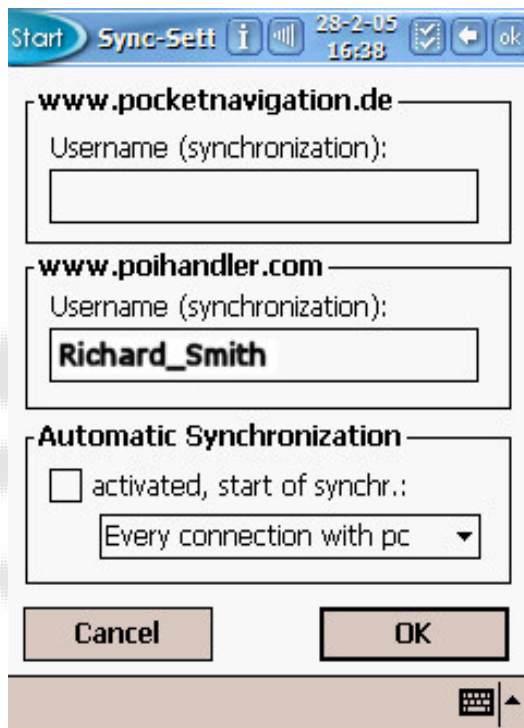 Start Sync-Sett 28-2-05 16:38 ok
www.pocketnavigation.de
Username (synchronization):
www.poihandler.com
Username (synchronization):
Richard_Smith
Automatic Synchronization
activated, start of synchr.:
Every connection with pc
Cancel OK